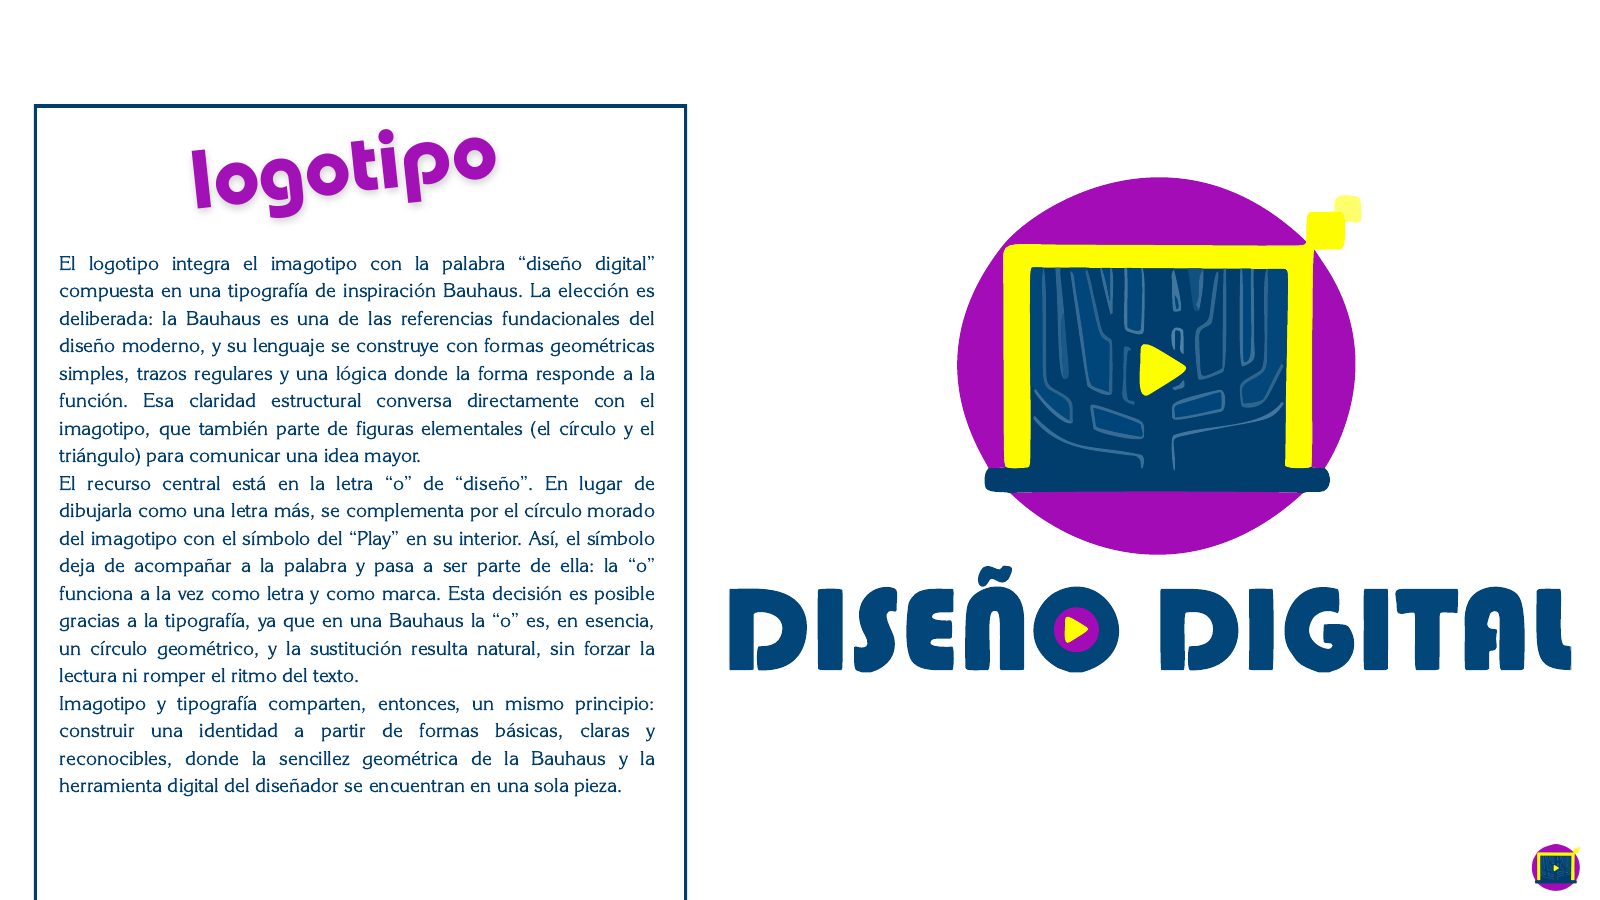 logotipo
El logotipo integra el imagotipo con la palabra “diseño digital”
compuesta en una tipografía de inspiración Bauhaus. La elección es
deliberada: la Bauhaus es una de las referencias fundacionales del
diseño moderno, y su lenguaje se construye con formas geométricas
simples, trazos regulares y una lógica donde la forma responde a la
función. Esa claridad estructural conversa directamente con el
imagotipo, que también parte de figuras elementales (el círculo y el
triángulo) para comunicar una idea mayor.
El recurso central está en la letra “o” de “diseño”. En lugar de
dibujarla como una letra más, se complementa por el círculo morado
del imagotipo con el símbolo del “Play” en su interior. Así, el símbolo
deja de acompañar a la palabra y pasa a ser parte de ella: la “o”
funciona a la vez como letra y como marca. Esta decisión es posible
gracias a la tipografía, ya que en una Bauhaus la “o” es, en esencia,
un círculo geométrico, y la sustitución resulta natural, sin forzar la
lectura ni romper el ritmo del texto.
Imagotipo y tipografía comparten, entonces, un mismo principio:
construir una identidad a partir de formas básicas, claras y
reconocibles, donde la sencillez geométrica de la Bauhaus y la
herramienta digital del diseñador se encuentran en una sola pieza.
DISEÑO DIGITAL